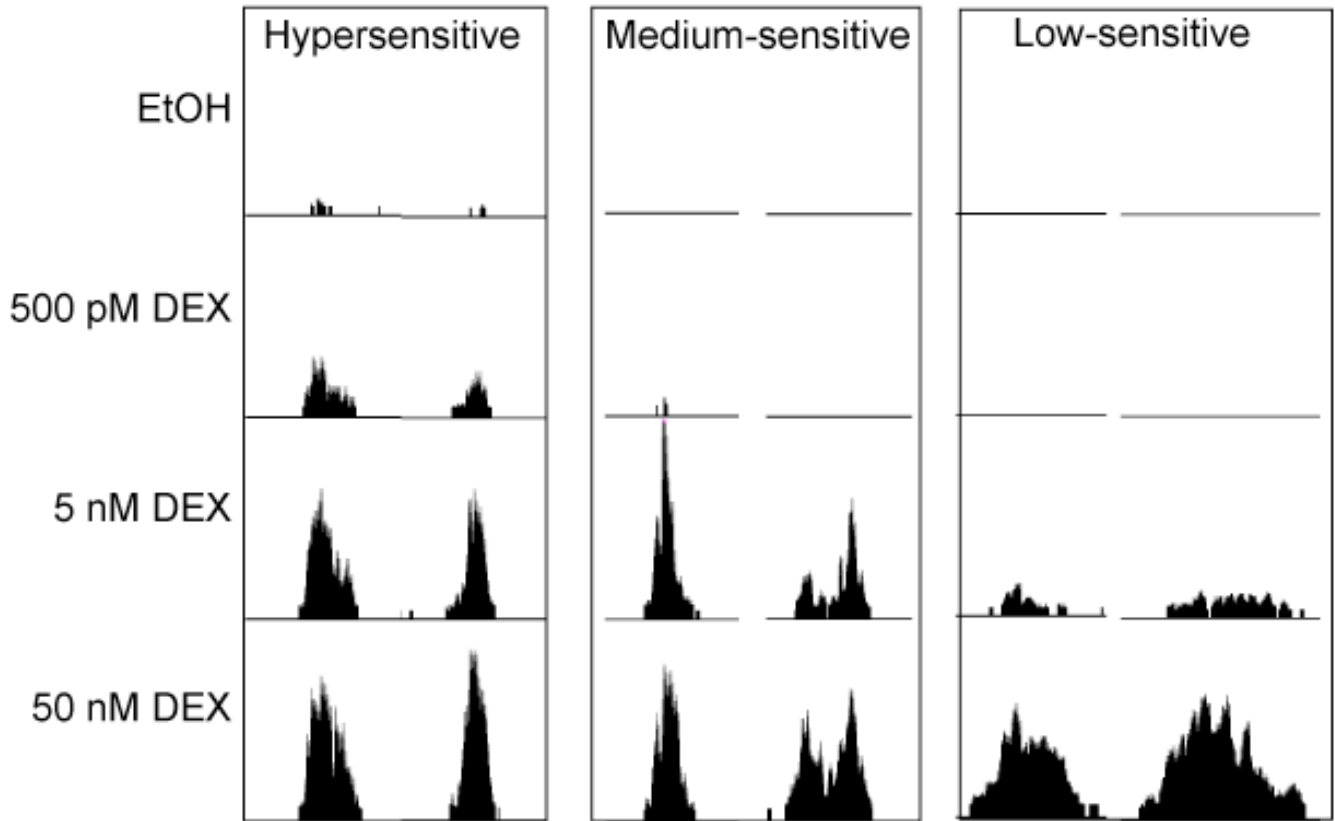 Hypersensitive
Medium-sensitive
Low-sensitive
EtOH
500 pM DEX
5 nM DEX
50 nM DEX